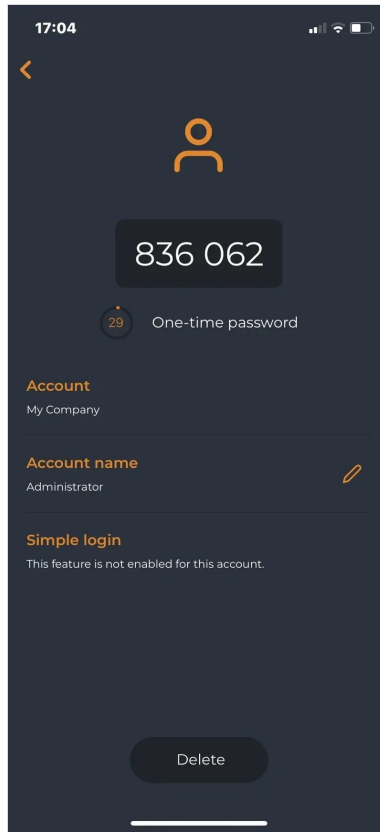 17:04
836 062
29 One-time password
Account
My Company
Account name
Administrator
Simple login
This feature is not enabled for this account.
Delete